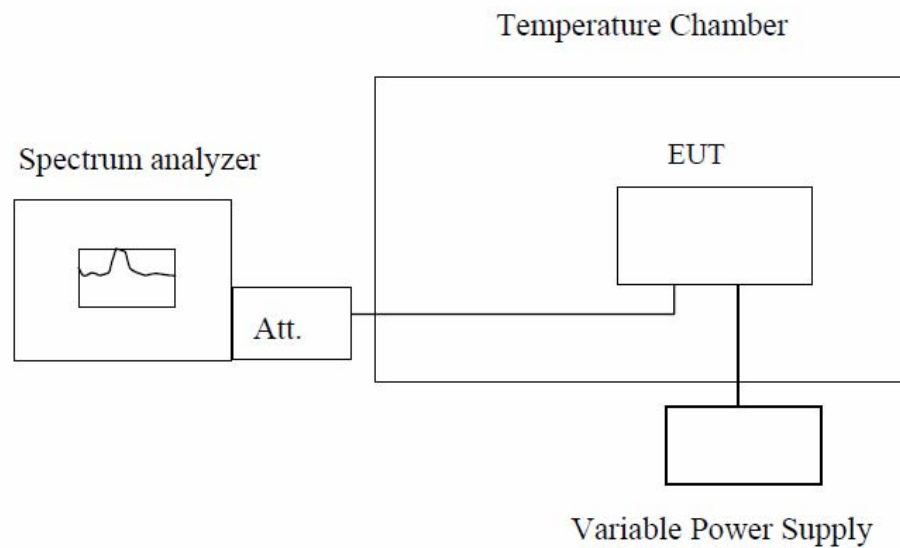 Temperature Chamber
Spectrum analyzer
EUT
Att.
Variable Power Supply